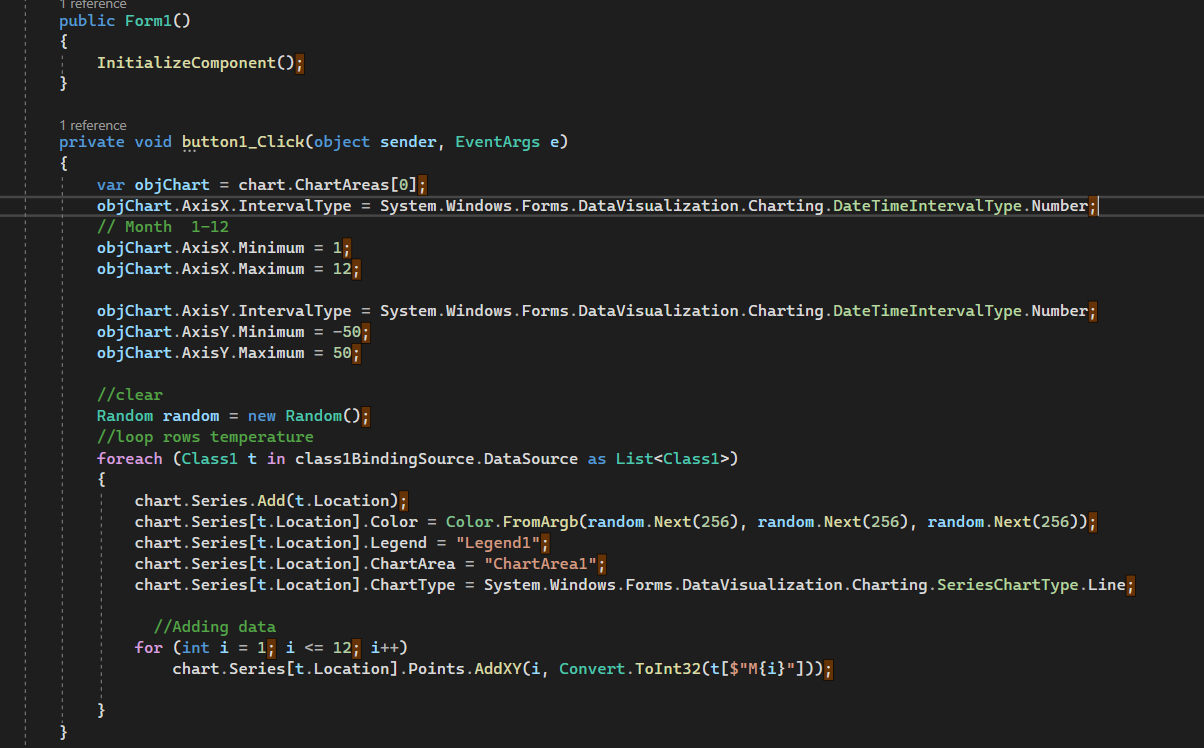 1 reference
public Form1()
{
InitializeComponent();
}
1 reference
private void button1_Click(object sender, EventArgs e)
{
var objChart = chart.ChartAreas[0];
objChart.AxisX.IntervalType = System.Windows.Forms.DataVisualization.Charting.DateTimeIntervalType.Number;
// Month  1-12
objChart.AxisX.Minimum = 1;
objChart.AxisX.Maximum = 12;
objChart.AxisY.IntervalType = System.Windows.Forms.DataVisualization.Charting.DateTimeIntervalType.Number;
objChart.AxisY.Minimum = -50;
objChart.AxisY.Maximum = 50;
//clear
Random random = new Random();
//loop rows temperature
foreach (Class1 t in class1BindingSource.DataSource as List<Class1>)
{
chart.Series.Add(t.Location);
chart.Series[t.Location].Color = Color.FromArgb(random.Next(256), random.Next(256), random.Next(256));
chart.Series[t.Location].Legend = "Legend1";
chart.Series[t.Location].ChartArea = "ChartArea1";
chart.Series[t.Location].ChartType = System.Windows.Forms.DataVisualization.Charting.SeriesChartType.Line;
//Adding data
for (int i = 1; i <= 12; i++)
chart.Series[t.Location].Points.AddXY(i, Convert.ToInt32(t[$"M{i}"]));
}
}